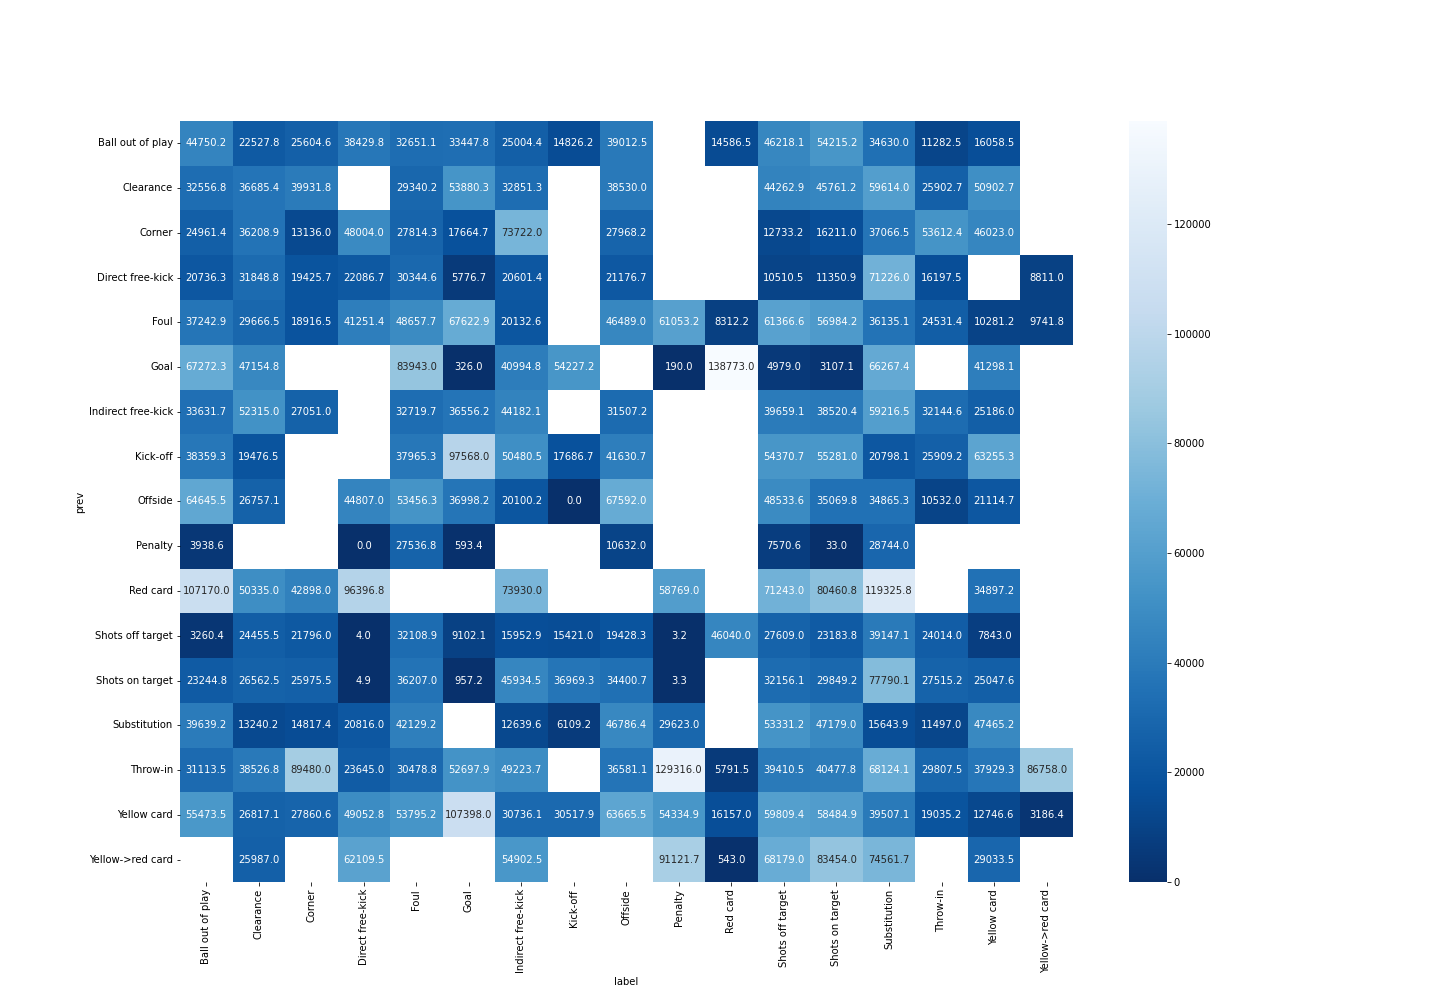 Ball out of play 44750.2 22527.8 25604.6 38429.8 32651.1 33447.8 25004.4 14826.2 39012.5 14586.5 46218.1 54215.2 34630.0 11282.5 16058.5
Clearance 32556.8 36685.4 39931.8 29340.2 53880.3 32851.3 38530.0 44262.9 45761.2 59614.0 25902.7 50902.7
Corner 24961.4 36208.9 13136.0 48004.0 27814.3 17664.7 73722.0 27968.2 12733.2 16211.0 37066.5 53612.4 46023.0
120000
Direct free-kick 20736.3 31848.8 19425.7 22086.7 30344.6 5776.7 20601.4 21176.7 10510.5 11350.9 71226.0 16197.5 8811.0
Foul 37242.9 29666.5 18916.5 41251.4 48657.7 67622.9 20132.6 46489.0 61053.2 8312.2 61366.6 56984.2 36135.1 24531.4 10281.2 9741.8
100000
Goal 67272.3 47154.8 83943.0 326.0 40994.8 54227.2 190.0 138773.0 4979.0 3107.1 66267.4 41298.1
Indirect free-kick 33631.7 52315.0 27051.0 32719.7 36556.2 44182.1 31507.2 39659.1 38520.4 59216.5 32144.6 25186.0
80000
Kick-off 38359.3 19476.5 37965.3 97568.0 50480.5 17686.7 41630.7 54370.7 55281.0 20798.1 25909.2 63255.3
prev
Offside 64645.5 26757.1 44807.0 53456.3 36998.2 20100.2 0.0 67592.0 48533.6 35069.8 34865.3 10532.0 21114.7
Penalty 3938.6 0.0 27536.8 593.4 10632.0 7570.6 33.0 28744.0
60000
Red card 107170.0 50335.0 42898.0 96396.8 73930.0 58769.0 71243.0 80460.8 119325.8 34897.2
Shots off target 3260.4 24455.5 21796.0 4.0 32108.9 9102.1 15952.9 15421.0 19428.3 3.2 46040.0 27609.0 23183.8 39147.1 24014.0 7843.0
40000
Shots on target 23244.8 26562.5 25975.5 4.9 36207.0 957.2 45934.5 36969.3 34400.7 3.3 32156.1 29849.2 77790.1 27515.2 25047.6
Substitution 39639.2 13240.2 14817.4 20816.0 42129.2 12639.6 6109.2 46786.4 29623.0 53331.2 47179.0 15643.9 11497.0 47465.2
Throw-in 31113.5 38526.8 89480.0 23645.0 30478.8 52697.9 49223.7 36581.1 129316.0 5791.5 39410.5 40477.8 68124.1 29807.5 37929.3 86758.0
20000
Yellow card 55473.5 26817.1 27860.6 49052.8 53795.2 107398.0 30736.1 30517.9 63665.5 54334.9 16157.0 59809.4 58484.9 39507.1 19035.2 12746.6 3186.4
Yellow->red card 25987.0 62109.5 54902.5 91121.7 543.0 68179.0 83454.0 74561.7 29033.5
0
Ball out of play Clearance Corner Direct free-kick Foul Goal Indirect free-kick Kick-off Offside Penalty Red card Shots off target Shots on target Substitution Throw-in Yellow card Yellow->red card
label